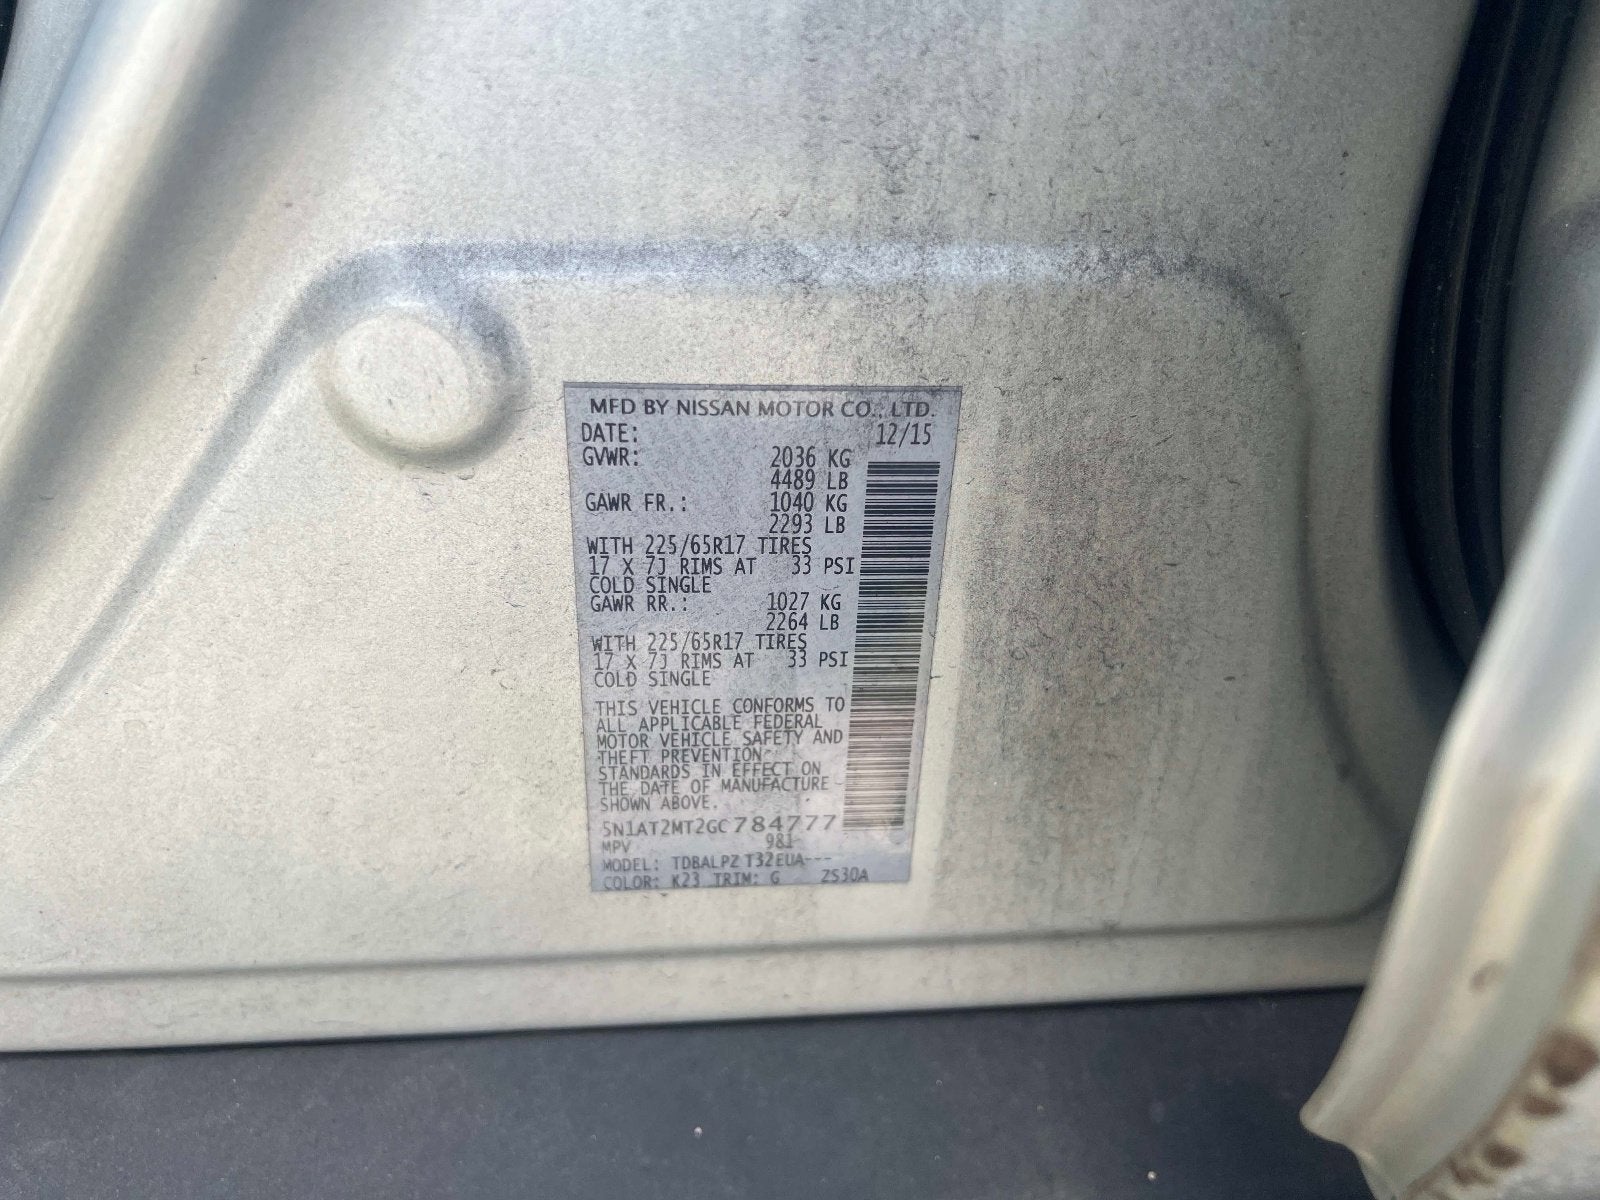 MFD BY NISSAN MOTOR CO., LTD.
DATE: 12/15
GVWR: 2036 KG
4489 LB
GAWR FR.: 1040 KG
2293 LB
WITH 225/65R17 TIRES
17 X 7J RIMS AT 33 PSI
COLD SINGLE
GAWR RR.: 1027 KG
2264 LB
WITH 225/65R17 TIRES
17 X 7J RIMS AT 33 PSI
COLD SINGLE
THIS VEHICLE CONFORMS TO
ALL APPLICABLE FEDERAL
MOTOR VEHICLE SAFETY AND
THEFT PREVENTION
STANDARDS IN EFFECT ON
THE DATE OF MANUFACTURE
SHOWN ABOVE.
5N1AT2MT2GC784777
MPV 981
MODEL: TDBALPZ T32EUA---
COLOR: K23 TRIM: G ZS30A